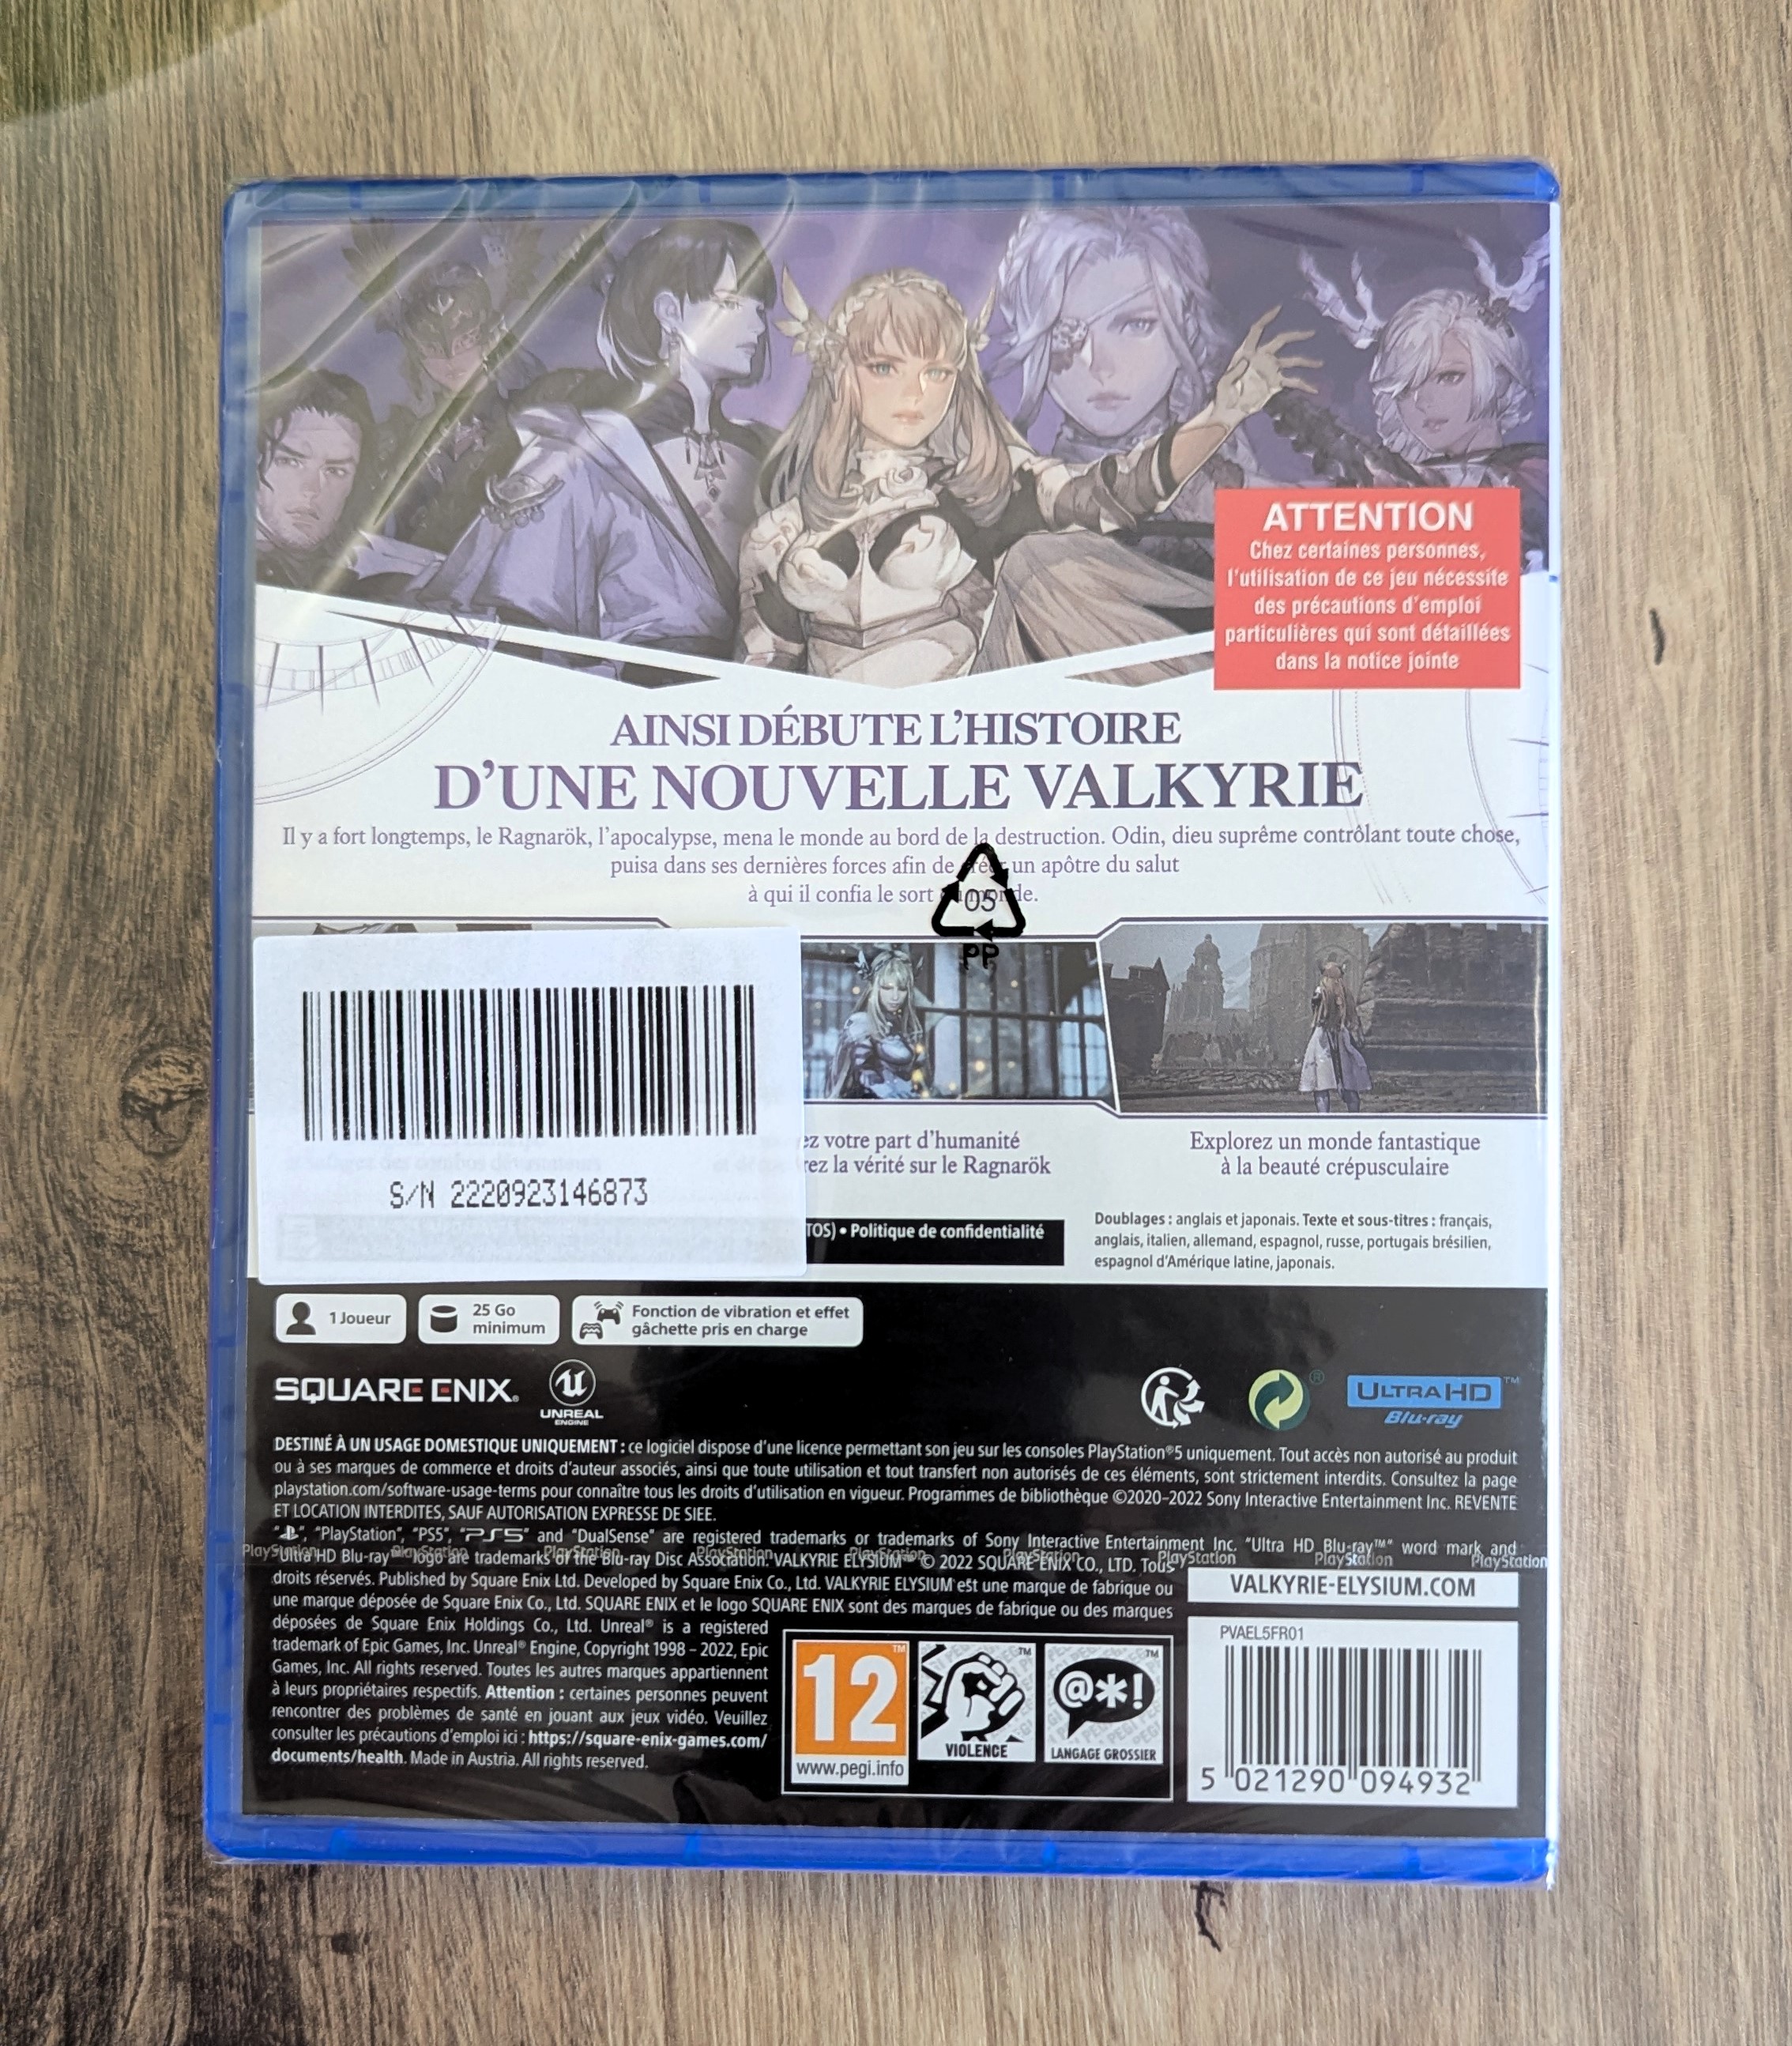 ATTENTION
Chez certaines personnes,
l'utilisation de ce jeu nécessite
des précautions d'emploi
particulières qui sont détaillées
dans la notice jointe
AINSI DÉBUTE L'HISTOIRE
D'UNE NOUVELLE VALKYRIE
Il y a fort longtemps, le Ragnarök, l'apocalypse, mena le monde au bord de la destruction. Odin, dieu suprême contrôlant toute chose,
puisa dans ses dernières forces afin de créer un apôtre du salut
à qui il confia le sort du monde.
05
PP
S/N 2220923146873
votre part d'humanité
la vérité sur le Ragnarök
Explorez un monde fantastique
à la beauté crépusculaire
TOS) • Politique de confidentialité
Doublages : anglais et japonais. Texte et sous-titres : français,
anglais, italien, allemand, espagnol, russe, portugais brésilien,
espagnol d'Amérique latine, japonais.
1 Joueur
25 Go
minimum
Fonction de vibration et effet
gâchette pris en charge
SQUARE ENIX®
UNREAL
ENGINE
ULTRA HD™
Blu-ray
DESTINÉ À UN USAGE DOMESTIQUE UNIQUEMENT : ce logiciel dispose d'une licence permettant son jeu sur les consoles PlayStation®5 uniquement. Tout accès non autorisé au produit
ou à ses marques de commerce et droits d'auteur associés, ainsi que toute utilisation et tout transfert non autorisés de ces éléments, sont strictement interdits. Consultez la page
playstation.com/software-usage-terms pour connaître tous les droits d'utilisation en vigueur. Programmes de bibliothèque ©2020-2022 Sony Interactive Entertainment Inc. REVENTE
ET LOCATION INTERDITES, SAUF AUTORISATION EXPRESSE DE SIEE.
"PlayStation", "PS5", "PS5" and "DualSense" are registered trademarks or trademarks of Sony Interactive Entertainment Inc. "Ultra HD Blu-ray™" word mark and
"Ultra HD Blu-ray™" logo are trademarks of the Blu-ray Disc Association. VALKYRIE ELYSIUM™ © 2022 SQUARE ENIX CO., LTD. Tous
PlayStation PlayStation PlayStation PlayStation PlayStation PlayStation PlayStation PlayStation PlayStation
droits réservés. Published by Square Enix Ltd. Developed by Square Enix Co., Ltd. VALKYRIE ELYSIUM est une marque de fabrique ou
une marque déposée de Square Enix Co., Ltd. SQUARE ENIX et le logo SQUARE ENIX sont des marques de fabrique ou des marques
déposées de Square Enix Holdings Co., Ltd. Unreal® is a registered
trademark of Epic Games, Inc. Unreal® Engine, Copyright 1998 – 2022, Epic
Games, Inc. All rights reserved. Toutes les autres marques appartiennent
à leurs propriétaires respectifs. Attention : certaines personnes peuvent
rencontrer des problèmes de santé en jouant aux jeux vidéo. Veuillez
consulter les précautions d'emploi ici : https://square-enix-games.com/
documents/health. Made in Austria. All rights reserved.
12™
www.pegi.info
VIOLENCE
@*!
LANGAGE GROSSIER
VALKYRIE-ELYSIUM.COM
PVAEL5FR01
5 021290 094932